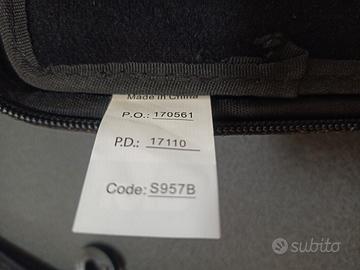 Made in China
P.O.: 170561
P.D.: 17110
Code: S957B
subito